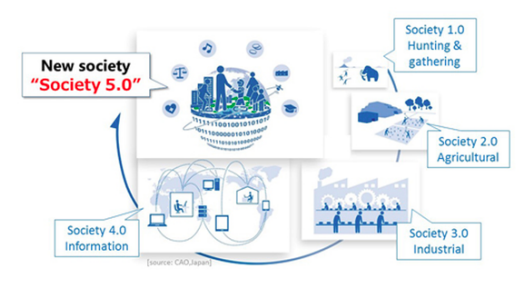 New society
“Society 5.0”
Society 1.0
Hunting &
gathering
Society 2.0
Agricultural
Society 3.0
Industrial
Society 4.0
Information
[source: CAO,Japan]